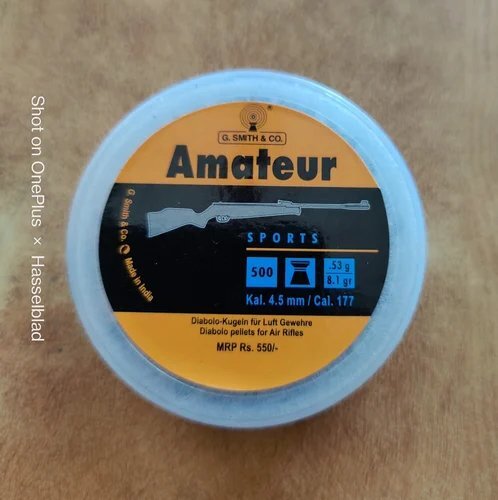 G. SMITH & CO.
Amateur
SPORTS
500
.53 g
8.1 gr
Kal. 4.5 mm / Cal. 177
G. Smith & Co.
Made in India
Diabolo-Kugeln für Luft Gewehre
Diabolo pellets for Air Rifles
MRP Rs. 550/-
Shot on OnePlus × Hasselblad